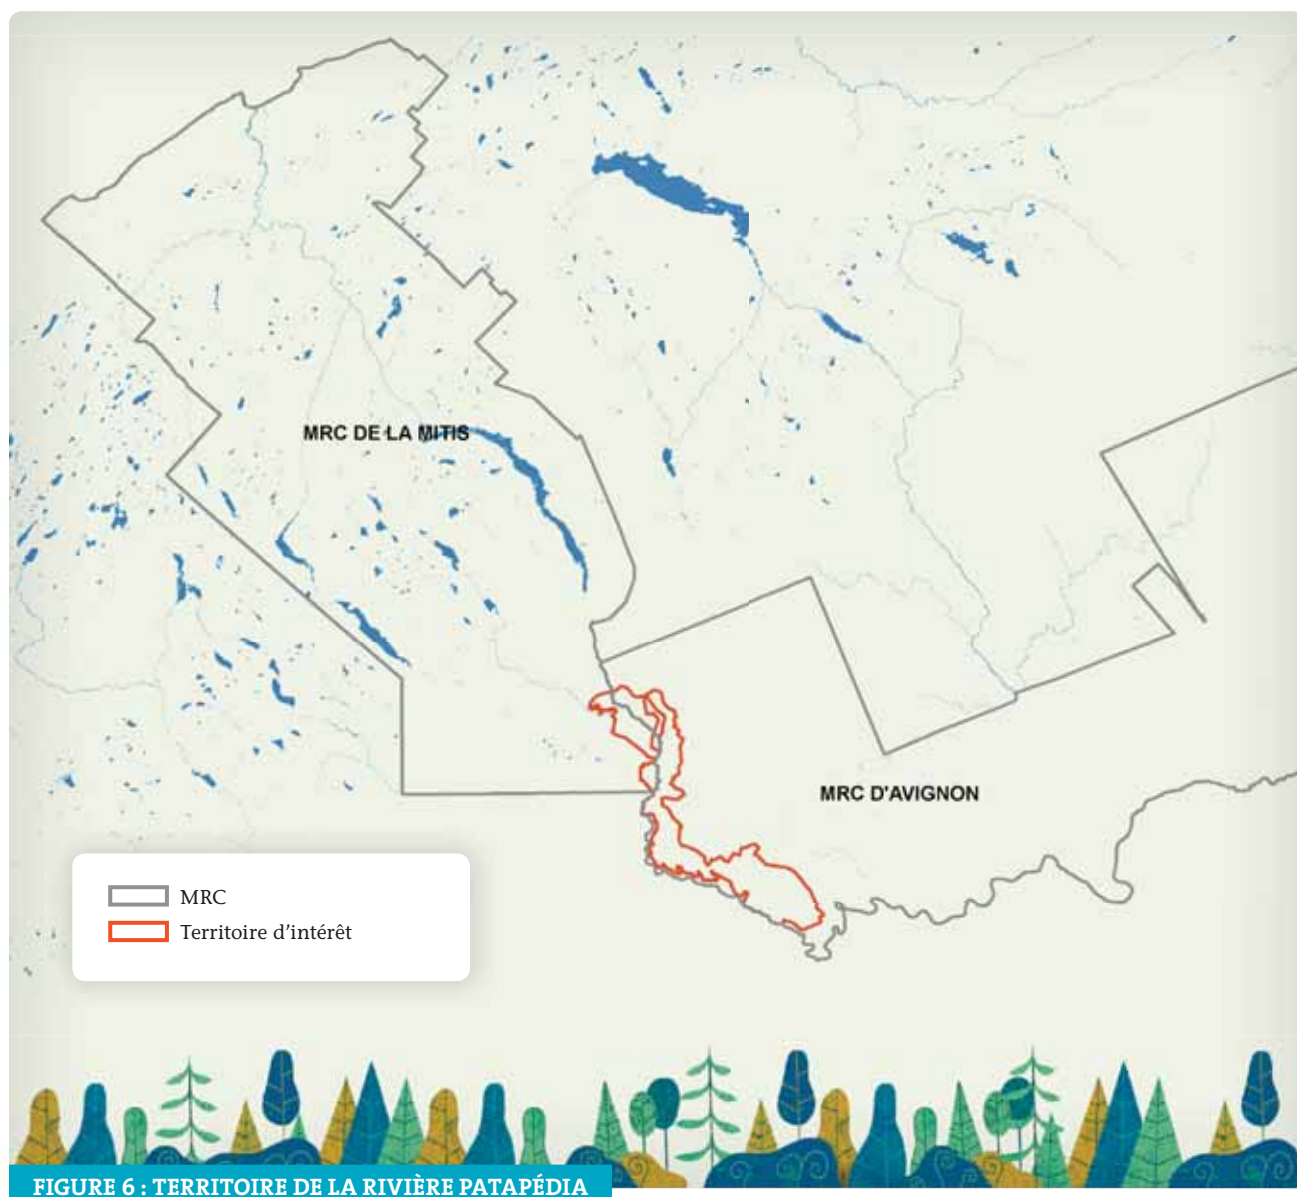 MRC DE LA MITIS
MRC D'AVIGNON
MRC
Territoire d'intérêt
FIGURE 6 : TERRITOIRE DE LA RIVIÈRE PATAPÉDIA